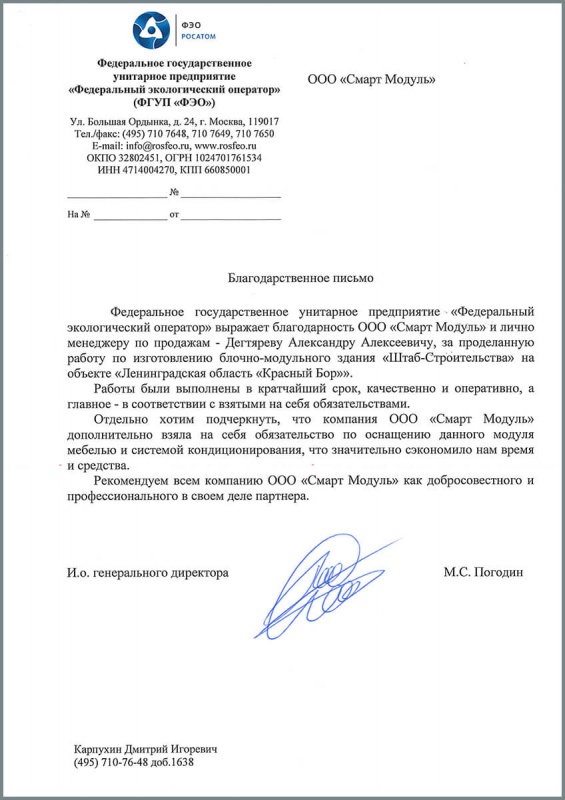 ФЭО
РОСАТОМ
Федеральное государственное
унитарное предприятие
«Федеральный экологический оператор»
(ФГУП «ФЭО»)
ООО «Смарт Модуль»
Ул. Большая Ордынка, д. 24, г. Москва, 119017
Тел./факс: (495) 710 7648, 710 7649, 710 7650
E-mail: info@rosfeo.ru, www.rosfeo.ru
ОКПО 32802451, ОГРН 1024701761534
ИНН 4714004270, КПП 660850001
№
На № от
Благодарственное письмо
Федеральное государственное унитарное предприятие «Федеральный
экологический оператор» выражает благодарность ООО «Смарт Модуль» и лично
менеджеру по продажам - Дегтяреву Александру Алексеевичу, за проделанную
работу по изготовлению блочно-модульного здания «Штаб-Строительства» на
объекте «Ленинградская область «Красный Бор»».
Работы были выполнены в кратчайший срок, качественно и оперативно, а
главное - в соответствии с взятыми на себя обязательствами.
Отдельно хотим подчеркнуть, что компания ООО «Смарт Модуль»
дополнительно взяла на себя обязательство по оснащению данного модуля
мебелью и системой кондиционирования, что значительно сэкономило нам время
и средства.
Рекомендуем всем компанию ООО «Смарт Модуль» как добросовестного и
профессионального в своем деле партнера.
И.о. генерального директора
М.С. Погодин
Карпухин Дмитрий Игоревич
(495) 710-76-48 доб.1638